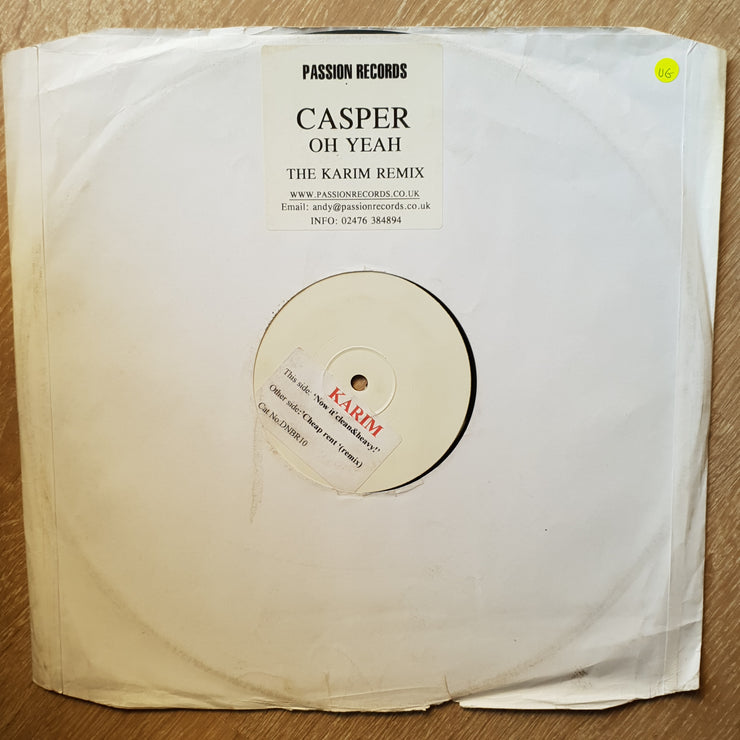 PASSION RECORDS
CASPER
OH YEAH
THE KARIM REMIX
WWW.PASSIONRECORDS.CO.UK
Email: andy@passionrecords.co.uk
INFO: 02476 384894
UG
KARIM
This side: 'Now it'clean&heavy!'
Other side:'Cheap rent '(remix)
Cat No.DNBR10